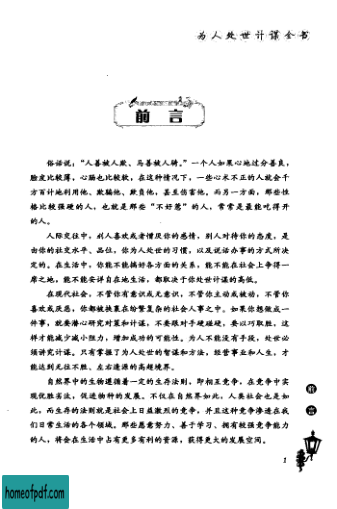 为人处世计谋全书
前言
俗话说，“人善被人欺、马善被人骑。”一个人如果心地过分善良，
脸皮比较薄，心肠也比较软，在这种情况下，一些心术不正的人就会千
方百计地利用他、欺骗他、欺负他，甚至伤害他。而另一方面，那些性
格比较强硬的人，也就是那些“不好惹”的人，常常是最能吃得开
的人。
人际交往中，别人喜欢或者憎厌你的感情，别人对待你的态度，是
由你的社交水平、品位，你为人处世的习惯，以及说话办事的方式所决
定的。在生活中，你能不能搞好各方面的关系，能不能在社会上争得一
席之地，能不能安详自在地生活，都取决于你处世计谋的高低。
在现代社会，不管你有意识或无意识，不管你主动或被动，不管你
喜欢或厌恶，你都被抉裹在纷繁复杂的社会人事之中。如果你想做成一
件事，就要潜心研究对策和计谋，不要硬对手硬碰硬，要以巧取胜，这
样才能减少减小阻力，增加成功的可能性。为人不能没有手段，处世必
须讲究计谋。只有掌握了为人处世的智谋和方法，经营事业和人生，才
能达到无往不胜、左右逢源的高超境界。
自然界中的生物遵循着一定的生存法则，即相互竞争，在竞争中实
现优胜劣汰，促进物种的发展。不仅在自然界如此，人类社会也是如
此，而生存的法则就是社会上日益激烈的竞争，并且这种竞争渗透在我
们日常生活的各个领域。那些愿意努力、善于学习、拥有较强竞争能力
的人，将会在生活中占有更多有利的资源，获得更大的发展空间。
前
言
1
homeofpdf.com